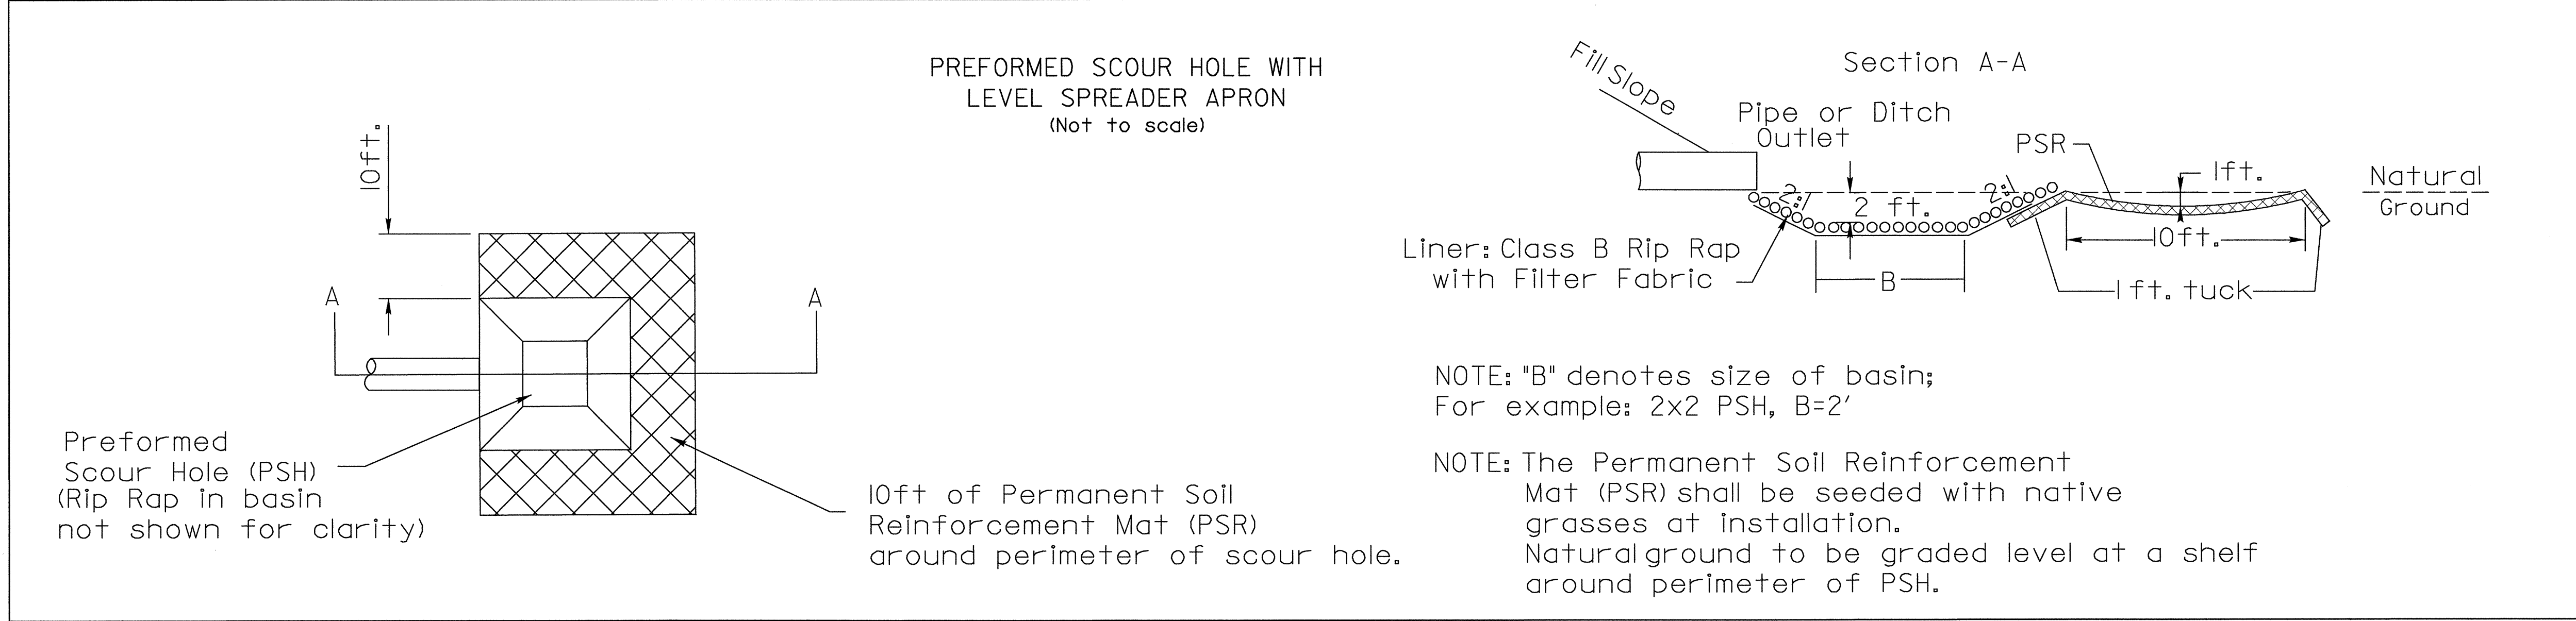 PREFORMED SCOUR HOLE WITH
LEVEL SPREADER APRON
(Not to scale)
10ft.
A
A
Preformed
Scour Hole (PSH)
(Rip Rap in basin
not shown for clarity)
10ft of Permanent Soil
Reinforcement Mat (PSR)
around perimeter of scour hole.
Section A-A
Fill Slope
Pipe or Ditch
Outlet
PSR
1ft.
Natural
Ground
2:1
2:1
2 ft.
10ft.
Liner: Class B Rip Rap
with Filter Fabric
B
1 ft. tuck
NOTE: "B" denotes size of basin;
For example: 2x2 PSH, B=2'
NOTE: The Permanent Soil Reinforcement
Mat (PSR) shall be seeded with native
grasses at installation.
Natural ground to be graded level at a shelf
around perimeter of PSH.